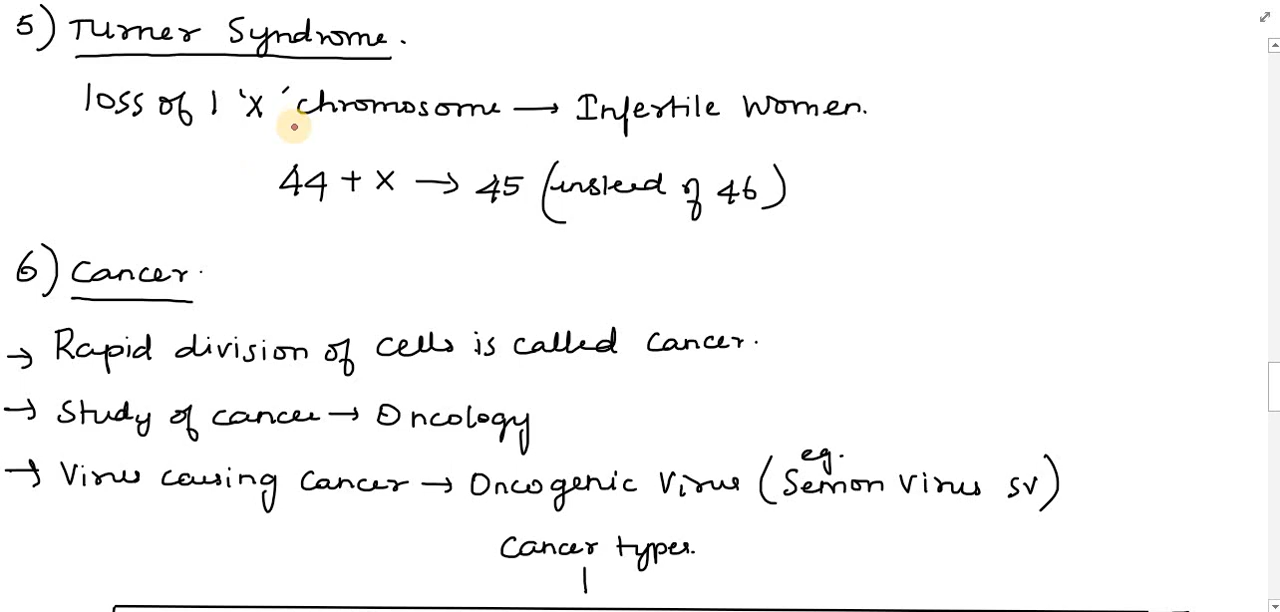 5) Turner Syndrome.
loss of 1 'X' chromosome → Infertile women.
44 + X → 45 (instead of 46)
6) Cancer.
→ Rapid division of cells is called cancer.
→ Study of cancer → Oncology
→ Virus causing cancer → Oncogenic Virus (eg. Semon virus SV)
Cancer types.